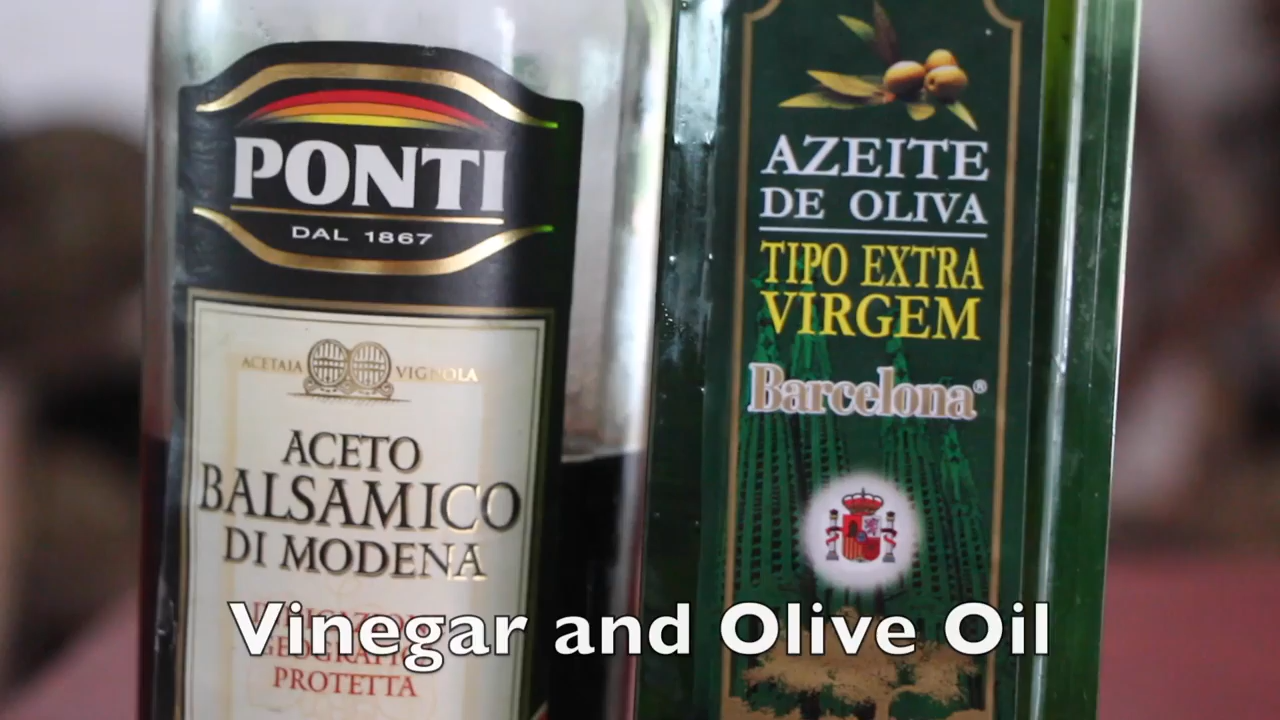 PONTI
DAL 1867
ACETAIA VIGNOLA
ACETO
BALSAMICO
DI MODENA
PROTETTA
AZEITE
DE OLIVA
TIPO EXTRA
VIRGEM
Barcelona®
Vinegar and Olive Oil